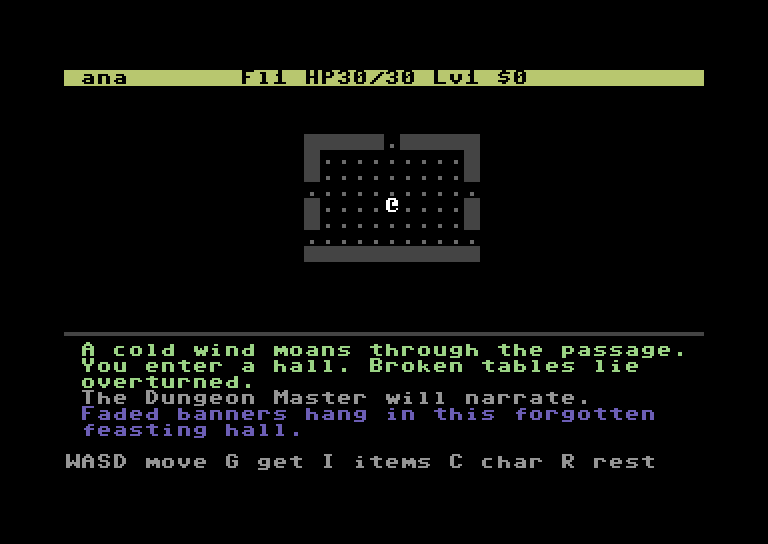 ana Fl1 HP30/30 Lv1 $0
@
A cold wind moans through the passage.
You enter a hall. Broken tables lie
overturned.
The Dungeon Master will narrate.
Faded banners hang in this forgotten
feasting hall.
WASD move G get I items C char R rest